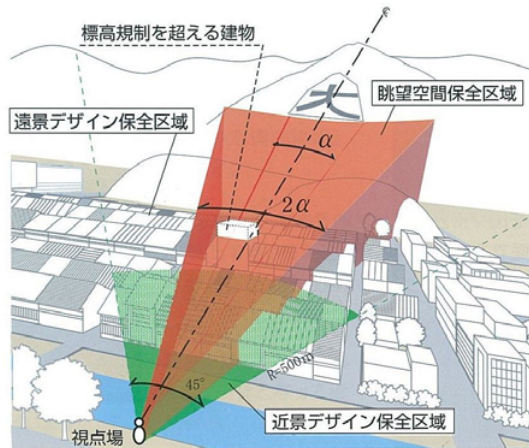 標高規制を超える建物
℄
大
眺望空間保全区域
遠景デザイン保全区域
α
2α
R=500m
45°
近景デザイン保全区域
視点場